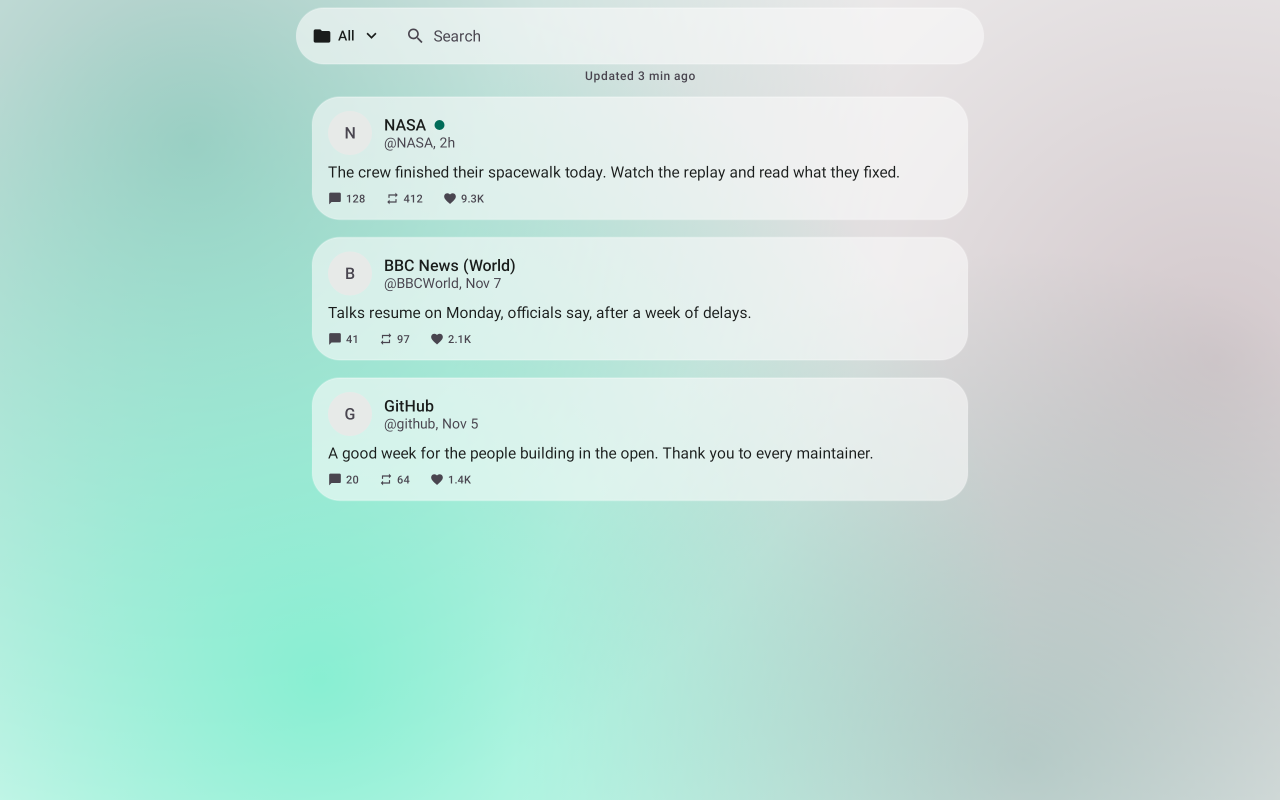 All
Search
Updated 3 min ago
N
NASA
@NASA, 2h
The crew finished their spacewalk today. Watch the replay and read what they fixed.
128 412 9.3K
B
BBC News (World)
@BBCWorld, Nov 7
Talks resume on Monday, officials say, after a week of delays.
41 97 2.1K
G
GitHub
@github, Nov 5
A good week for the people building in the open. Thank you to every maintainer.
20 64 1.4K